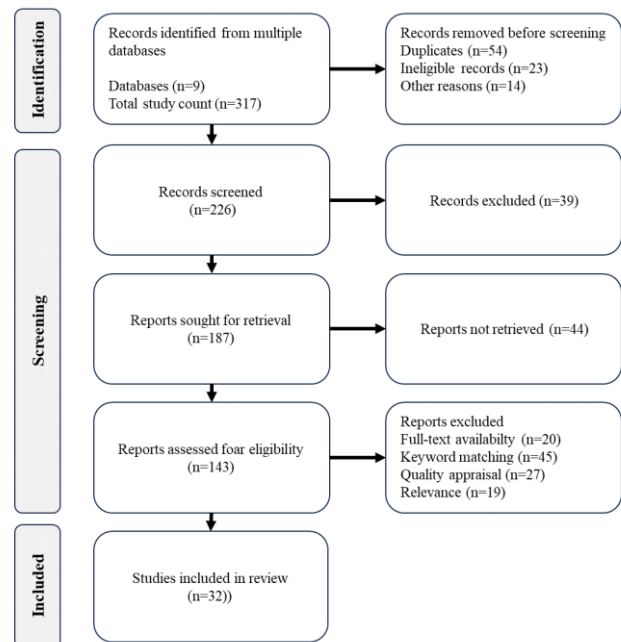 Identification
Records identified from multiple
databases
Databases (n=9)
Total study count (n=317)
Records removed before screening
Duplicates (n=54)
Ineligible records (n=23)
Other reasons (n=14)
Screening
Records screened
(n=226)
Records excluded (n=39)
Reports sought for retrieval
(n=187)
Reports not retrieved (n=44)
Reports assessed foar eligibility
(n=143)
Reports excluded
Full-text availabilty (n=20)
Keyword matching (n=45)
Quality appraisal (n=27)
Relevance (n=19)
Included
Studies included in review
(n=32))